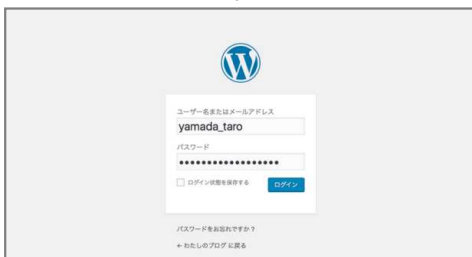 ユーザー名またはメールアドレス
yamada_taro
パスワード
••••••••••••••••••
ログイン状態を保存する
ログイン
パスワードをお忘れですか ?
← わたしのブログ に戻る